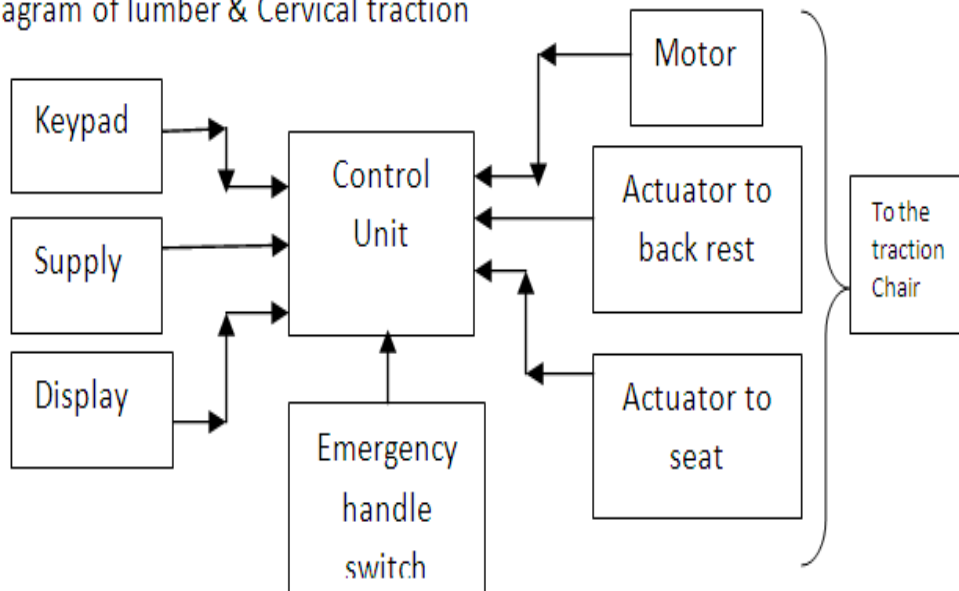 agram of lumber & Cervical traction
Motor
Keypad
Control
Unit
Actuator to
back rest
To the
traction
Chair
Supply
Display
Actuator to
seat
Emergency
handle
switch